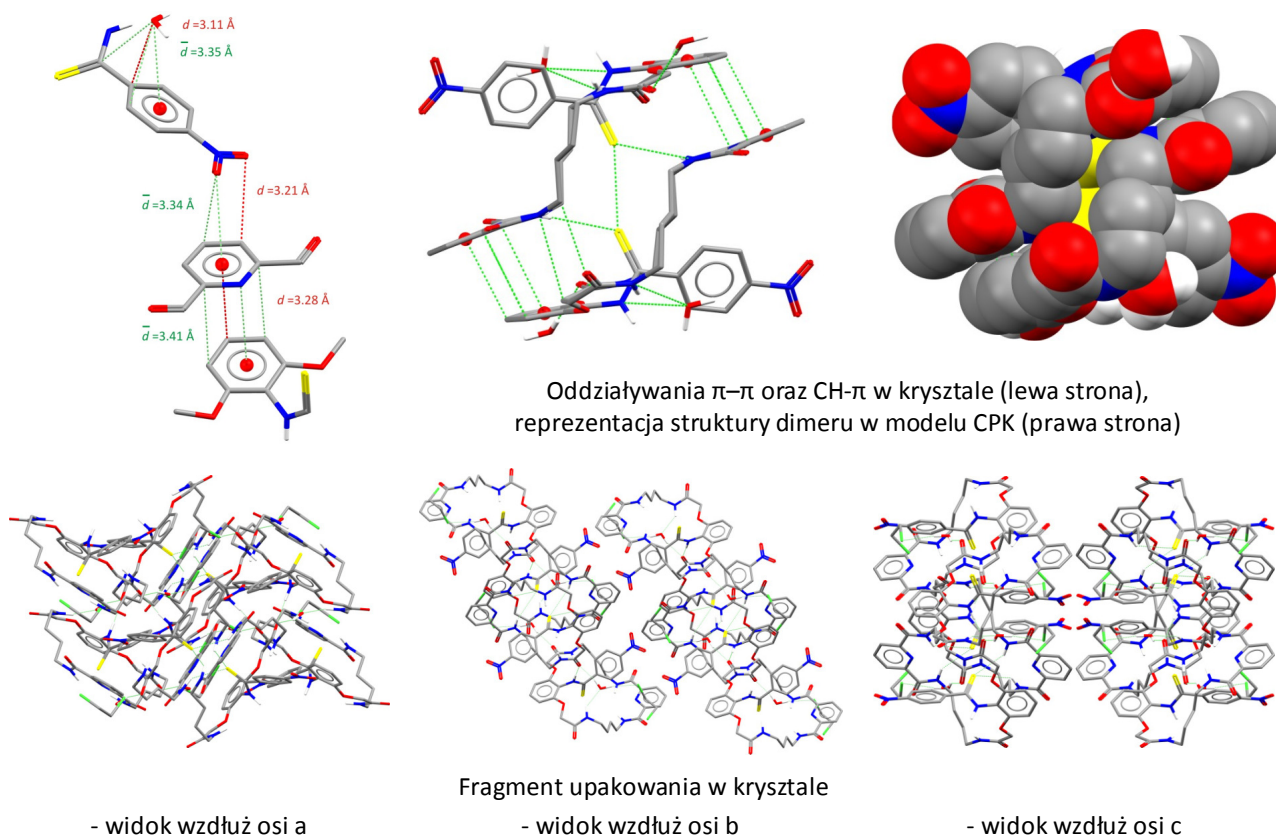 d =3.11 Å
d̄ =3.35 Å
d =3.21 Å
d̄ =3.34 Å
d =3.28 Å
d̄ =3.41 Å
Oddziaływania π–π oraz CH-π w krysztale (lewa strona),
reprezentacja struktury dimeru w modelu CPK (prawa strona)
Fragment upakowania w krysztale
- widok wzdłuż osi a
- widok wzdłuż osi b
- widok wzdłuż osi c